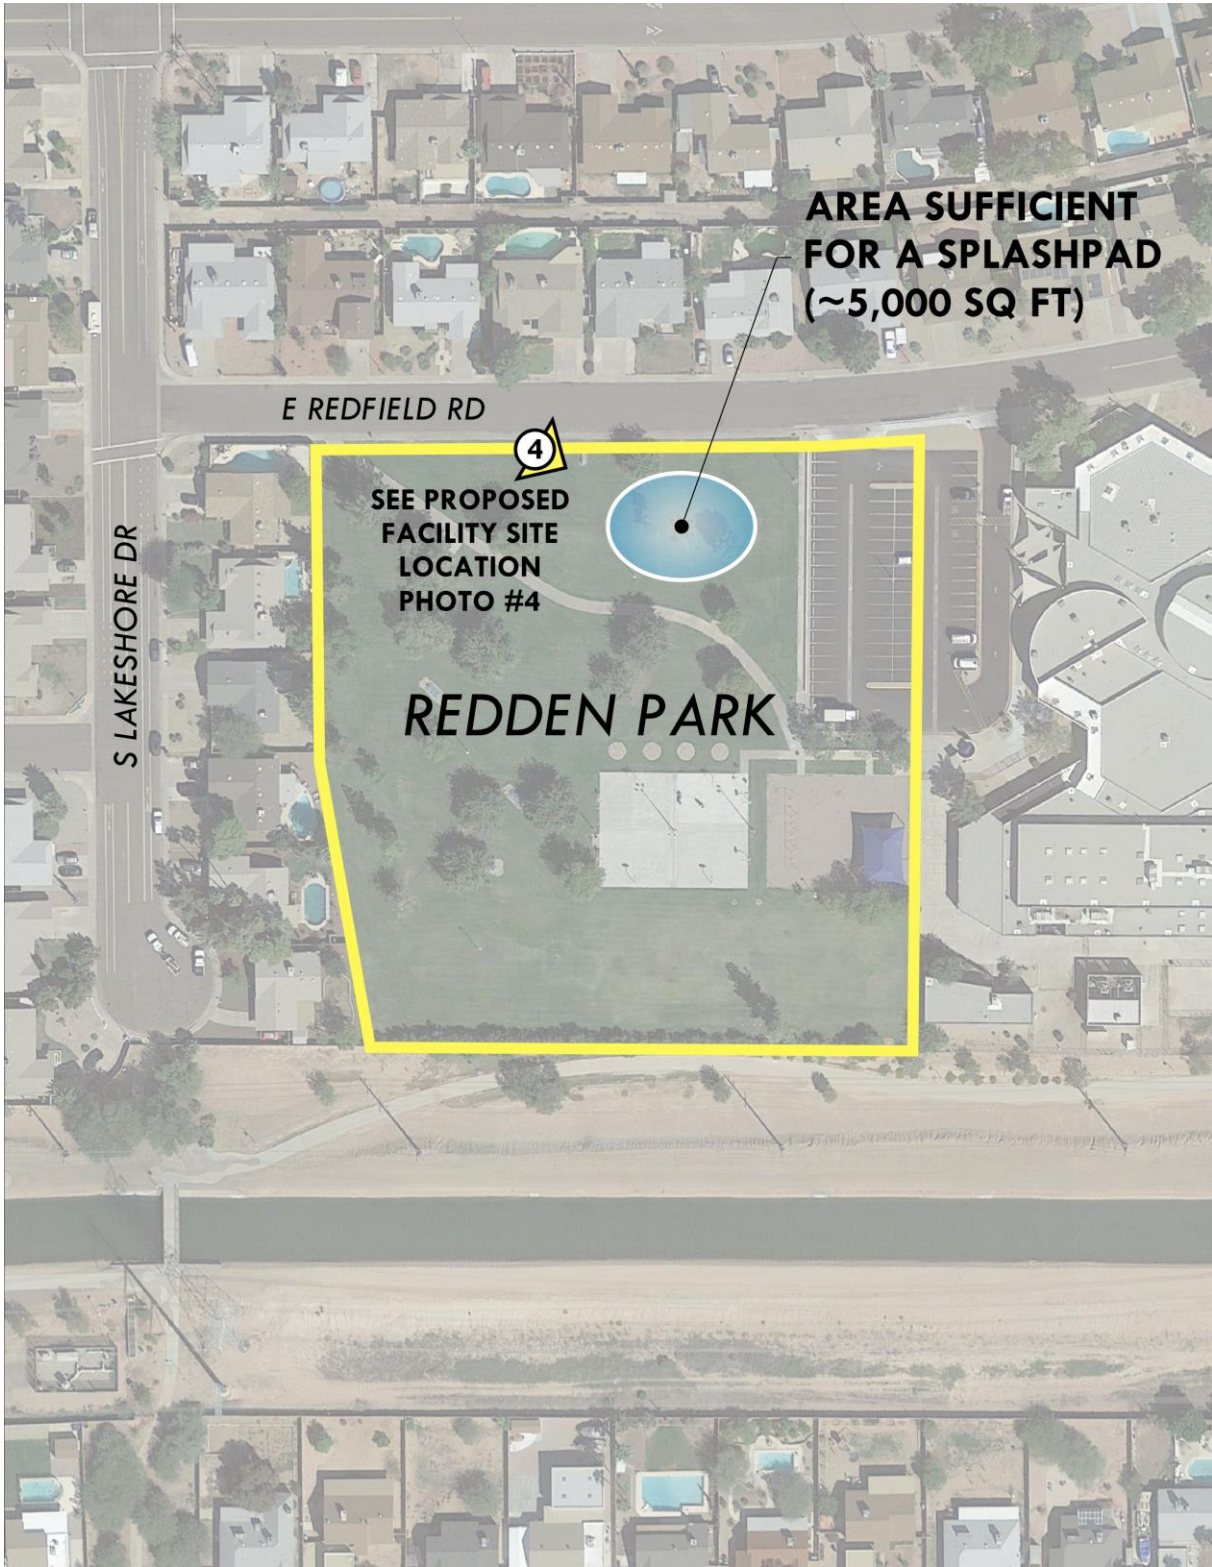 AREA SUFFICIENT
FOR A SPLASHPAD
(~5,000 SQ FT)
E REDFIELD RD
4
SEE PROPOSED
FACILITY SITE
LOCATION
PHOTO #4
S LAKESHORE DR
REDDEN PARK